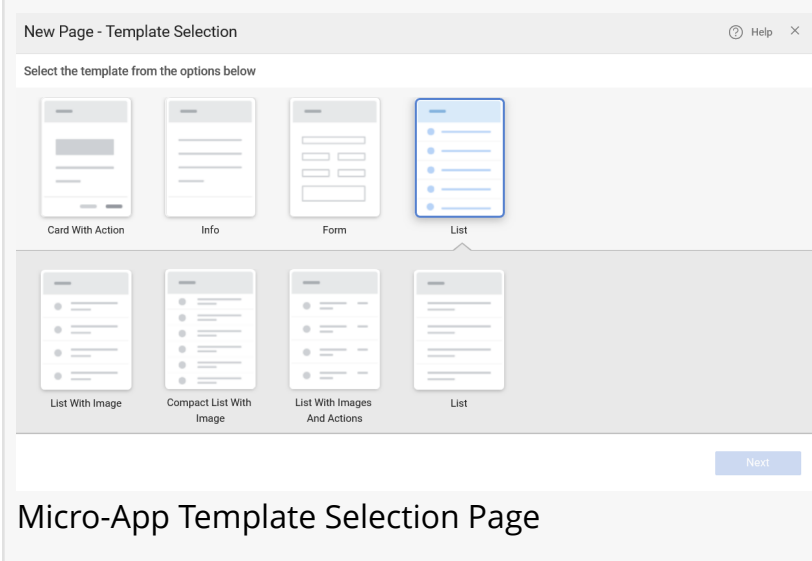 New Page - Template Selection
Help
Select the template from the options below
Card With Action
Info
Form
List
List With Image
Compact List With
Image
List With Images
And Actions
List
Next
Micro-App Template Selection Page